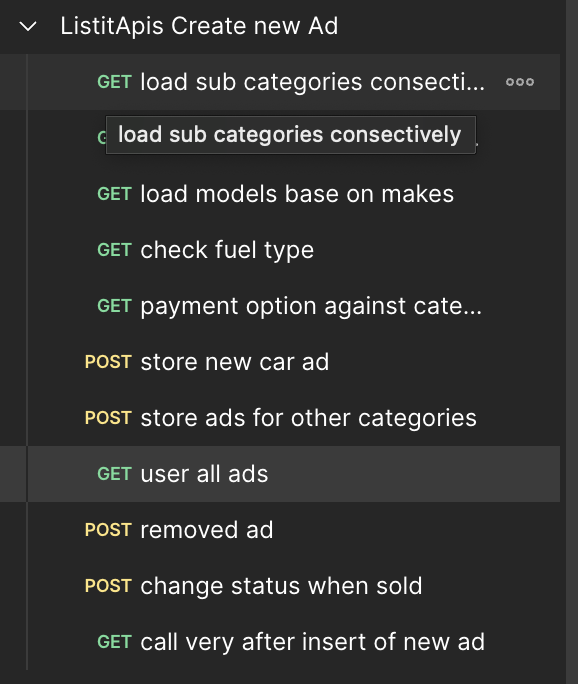 ListitApis Create new Ad
GET load sub categories consecti...
load sub categories consectively
GET load models base on makes
GET check fuel type
GET payment option against cate...
POST store new car ad
POST store ads for other categories
GET user all ads
POST removed ad
POST change status when sold
GET call very after insert of new ad